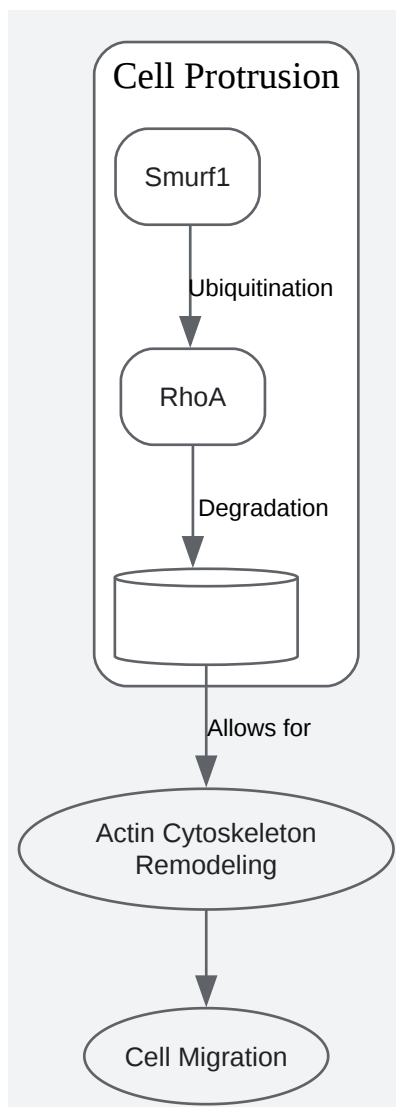 Cell Protrusion
Smurf1
Ubiquitination
RhoA
Degradation
Allows for
Actin Cytoskeleton
Remodeling
Cell Migration